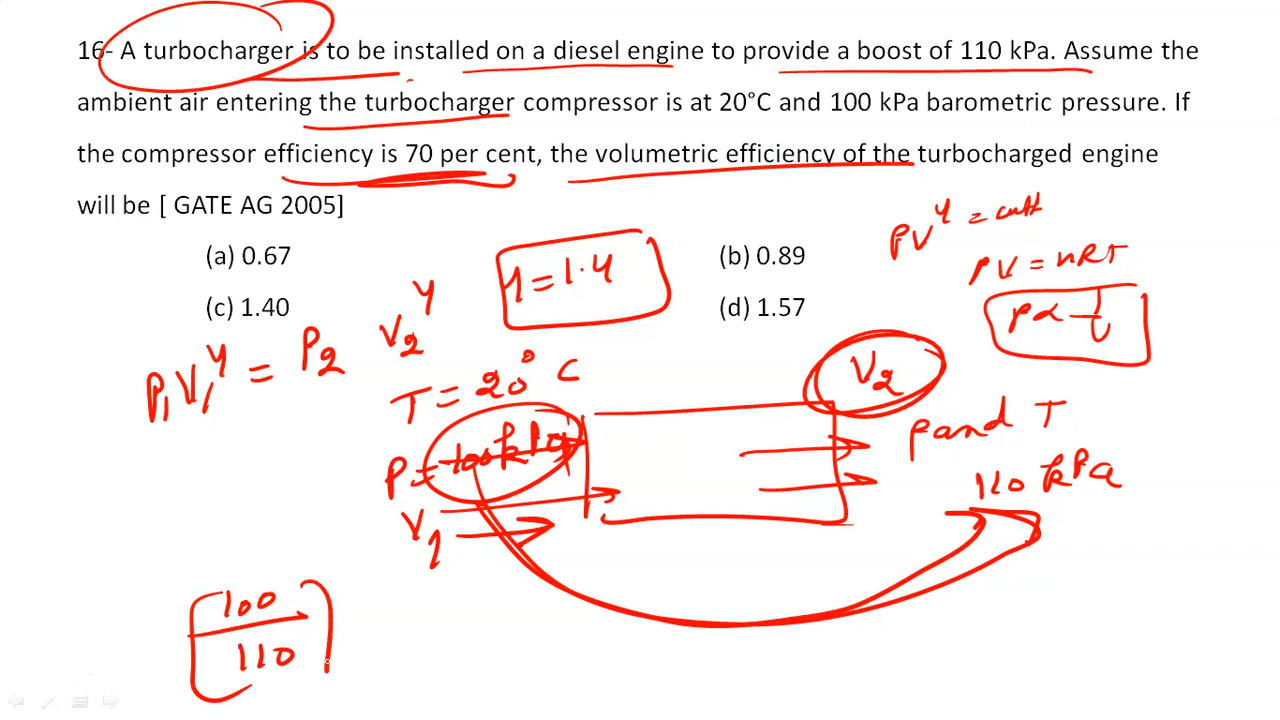 16- A turbocharger is to be installed on a diesel engine to provide a boost of 110 kPa. Assume the
ambient air entering the turbocharger compressor is at 20°C and 100 kPa barometric pressure. If
the compressor efficiency is 70 per cent, the volumetric efficiency of the turbocharged engine
will be [ GATE AG 2005]
(a) 0.67
(b) 0.89
(c) 1.40
(d) 1.57
γ = 1.4
PV^γ =
PV = nRT
P ∝ 1/V
P₁V₁^γ = P₂ V₂^γ
T = 20° C
P = 100kPa
V₁
V₂
P and T
110 kPa
100
110